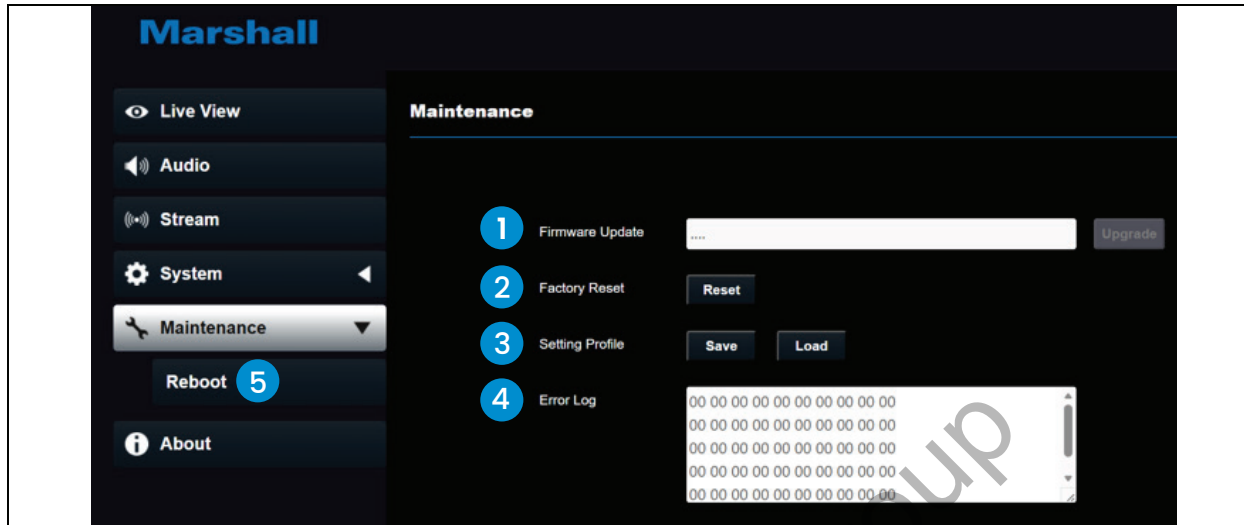 Marshall
Live View
Audio
Stream
System
Maintenance
Reboot 5
About
Maintenance
1 Firmware Update .... Upgrade
2 Factory Reset Reset
3 Setting Profile Save Load
4 Error Log
00 00 00 00 00 00 00 00 00 00
00 00 00 00 00 00 00 00 00 00
00 00 00 00 00 00 00 00 00 00
00 00 00 00 00 00 00 00 00 00
00 00 00 00 00 00 00 00 00 00